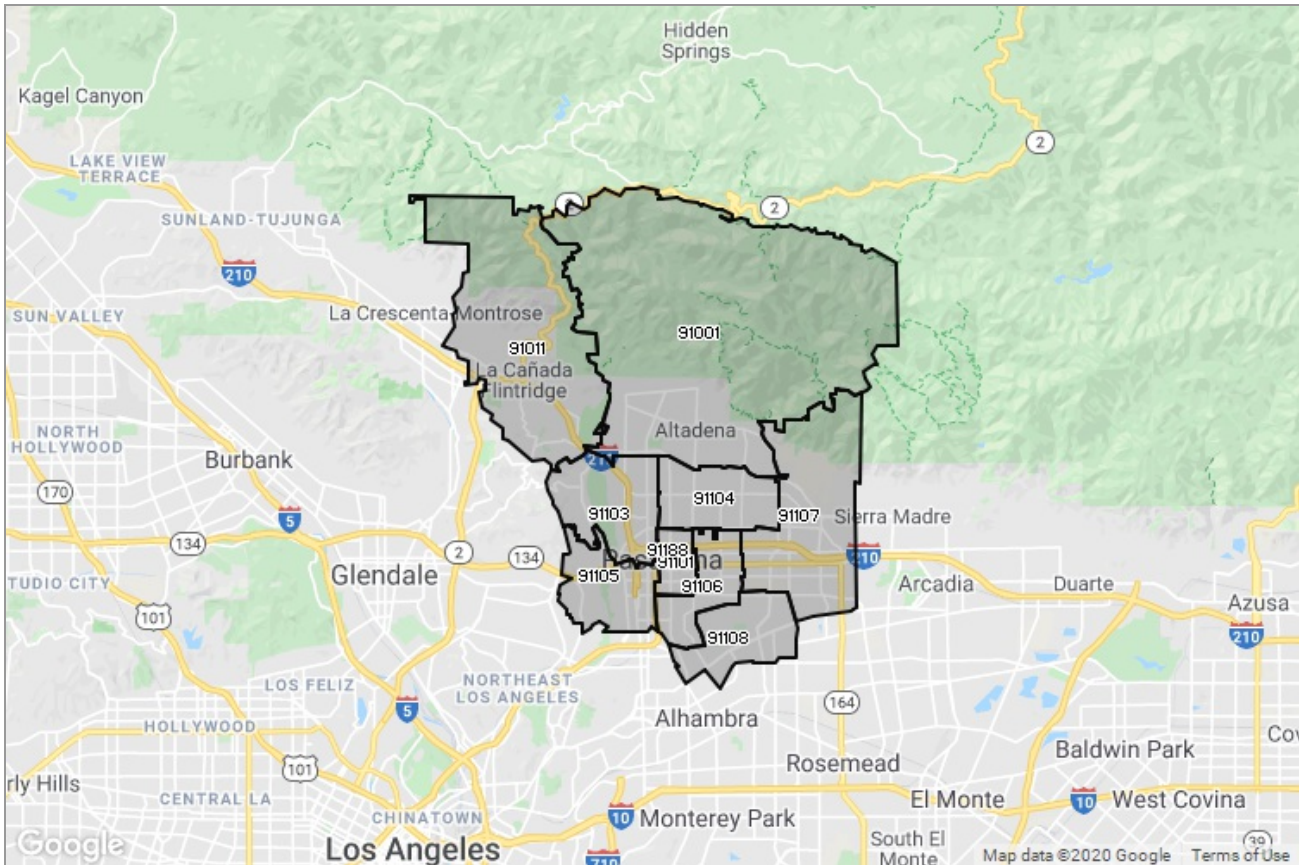 Hidden
Springs
Kagel Canyon
2
LAKE VIEW
TERRACE
2
SUNLAND-TUJUNGA
210
SUN VALLEY
La Crescenta Montrose
91001
91011
La Cañada
Flintridge
NORTH
HOLLYWOOD
Altadena
Burbank
210
170
91104
91103
91107
Sierra Madre
5
134
2
134
91188
Pasadena
91101
210
TUDIO CITY
Glendale
91105
91106
Arcadia
Duarte
Azusa
101
91108
210
LOS FELIZ
NORTHEAST
LOS ANGELES
5
164
HOLLYWOOD
Alhambra
Baldwin Park
Cov
101
Rosemead
rly Hills
CENTRAL LA
El Monte
10
West Covina
CHINATOWN
10
Monterey Park
Google
Los Angeles
710
South El
Monte
39
Map data ©2020 Google
Terms of Use